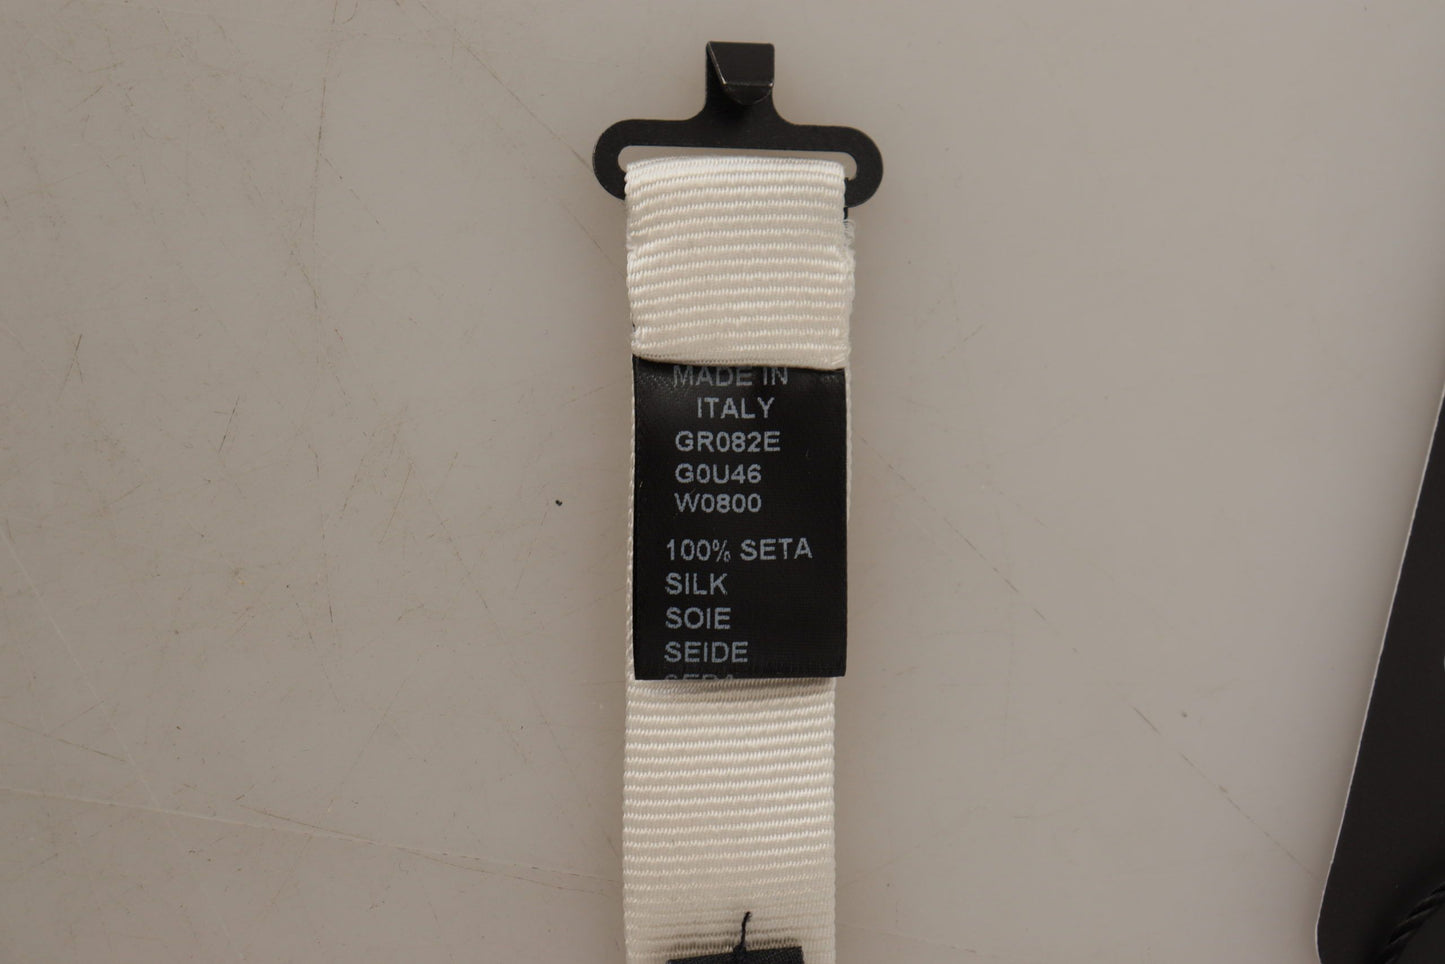 MADE IN
ITALY
GR082E
G0U46
W0800
100% SETA
SILK
SOIE
SEIDE